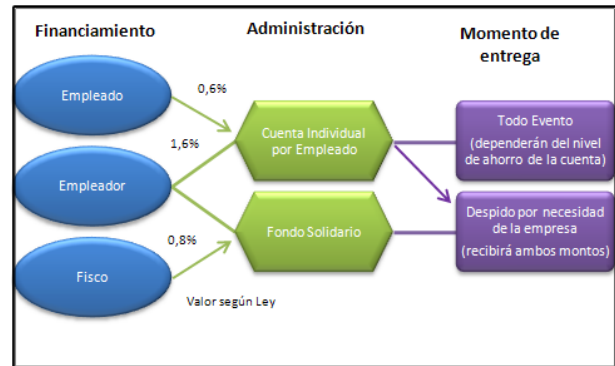 Financiamiento
Administración
Momento de
entrega
Empleado
0,6%
Cuenta Individual
por Empleado
Todo Evento
(dependerán del nivel
de ahorro de la cuenta)
1,6%
Empleador
0,8%
Fondo Solidario
Despido por necesidad
de la empresa
(recibirá ambos montos)
Fisco
Valor según Ley